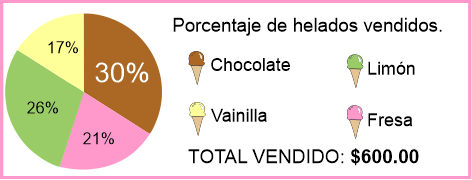 Porcentaje de helados vendidos.
17%
30%
26%
21%
Chocolate
Limón
Vainilla
Fresa
TOTAL VENDIDO: $600.00